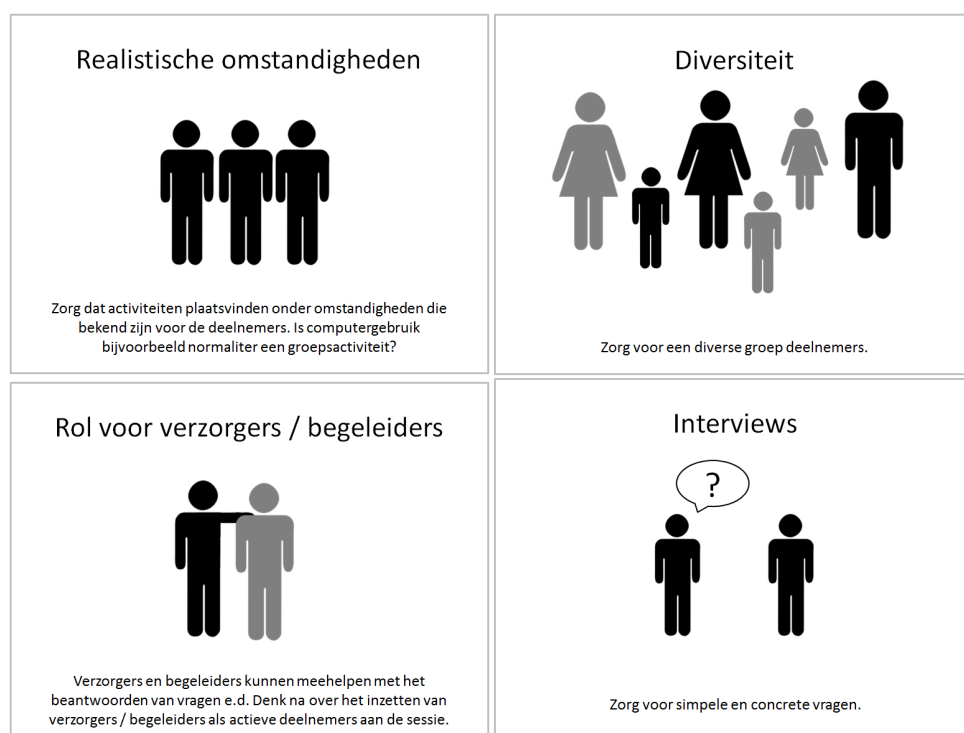 Realistische omstandigheden
Zorg dat activiteiten plaatsvinden onder omstandigheden die
bekend zijn voor de deelnemers. Is computergebruik
bijvoorbeeld normaliter een groepsactiviteit?
Diversiteit
Zorg voor een diverse groep deelnemers.
Rol voor verzorgers / begeleiders
Verzorgers en begeleiders kunnen meehelpen met het
beantwoorden van vragen e.d. Denk na over het inzetten van
verzorgers / begeleiders als actieve deelnemers aan de sessie.
Interviews
?
Zorg voor simpele en concrete vragen.